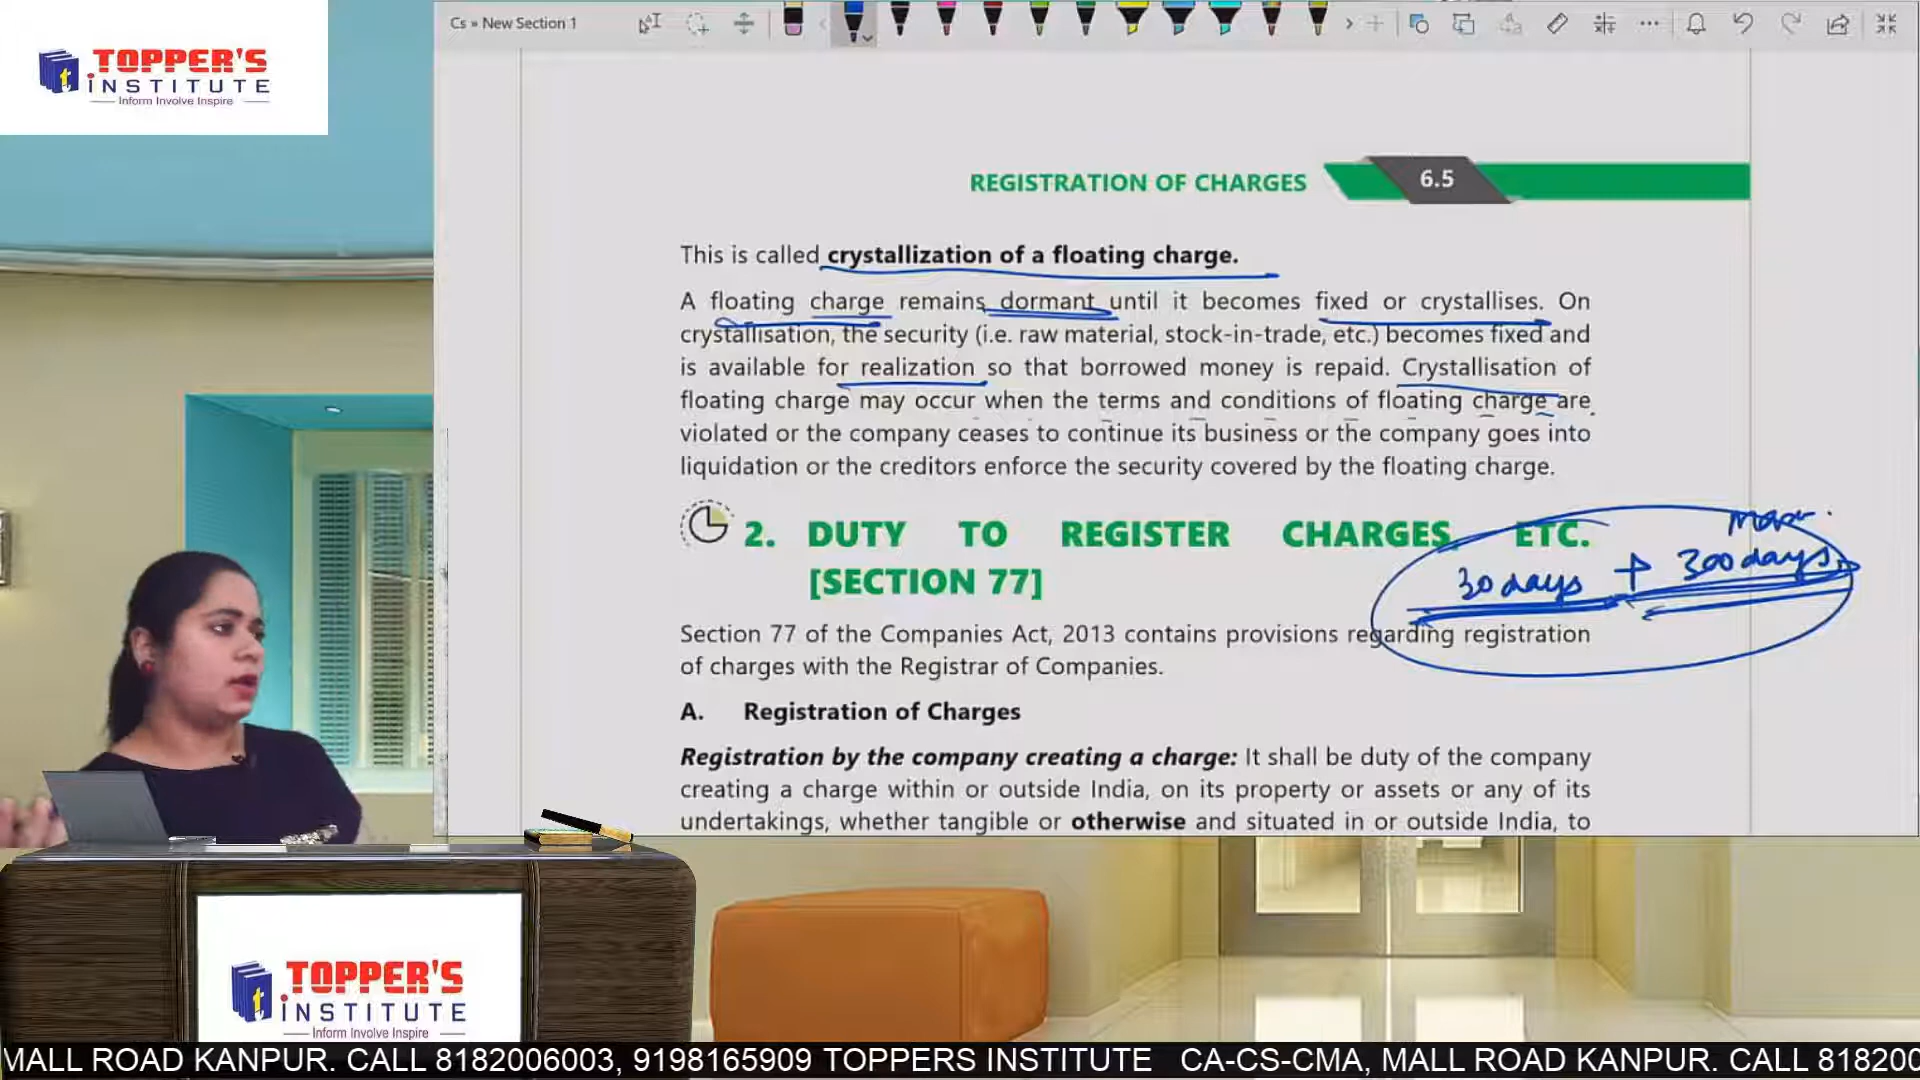 Cs » New Section 1
TOPPER'S
iNSTITUTE
Inform Involve Inspire
REGISTRATION OF CHARGES 6.5
This is called crystallization of a floating charge.
A floating charge remains dormant until it becomes fixed or crystallises. On
crystallisation, the security (i.e. raw material, stock-in-trade, etc.) becomes fixed and
is available for realization so that borrowed money is repaid. Crystallisation of
floating charge may occur when the terms and conditions of floating charge are
violated or the company ceases to continue its business or the company goes into
liquidation or the creditors enforce the security covered by the floating charge.
2. DUTY TO REGISTER CHARGES ETC.
[SECTION 77]
30 days + 300 days
Section 77 of the Companies Act, 2013 contains provisions regarding registration
of charges with the Registrar of Companies.
A. Registration of Charges
Registration by the company creating a charge: It shall be duty of the company
creating a charge within or outside India, on its property or assets or any of its
undertakings, whether tangible or otherwise and situated in or outside India, to
t
TOPPER'S
iNSTITUTE
Inform Involve Inspire
MALL ROAD KANPUR. CALL 8182006003, 9198165909 TOPPERS INSTITUTE CA-CS-CMA, MALL ROAD KANPUR. CALL 81820